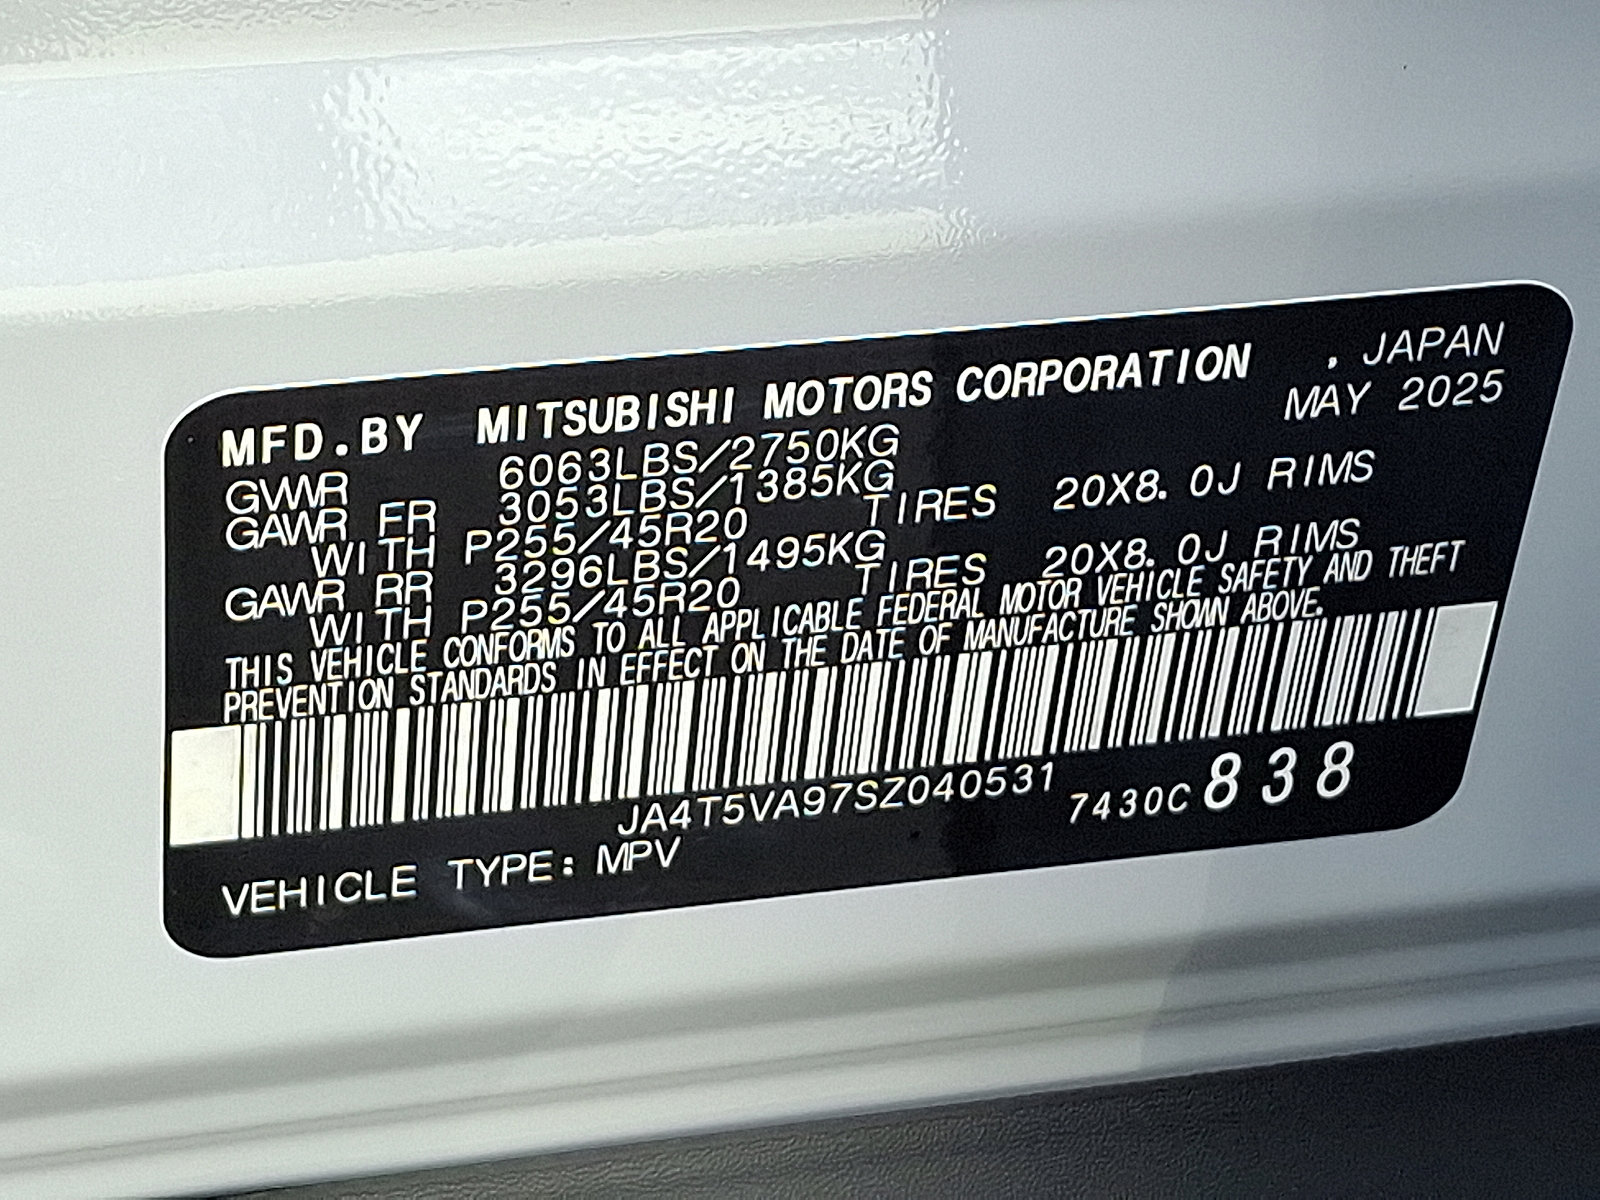 MFD.BY MITSUBISHI MOTORS CORPORATION . JAPAN
MAY 2025
GVWR 6063LBS/2750KG
GAWR FR 3053LBS/1385KG
WITH P255/45R20 TIRES 20X8.0J RIMS
GAWR RR 3296LBS/1495KG
WITH P255/45R20 TIRES 20X8.0J RIMS
THIS VEHICLE CONFORMS TO ALL APPLICABLE FEDERAL MOTOR VEHICLE SAFETY AND THEFT
PREVENTION STANDARDS IN EFFECT ON THE DATE OF MANUFACTURE SHOWN ABOVE.
JA4T5VA97SZ040531 7430C 838
VEHICLE TYPE: MPV